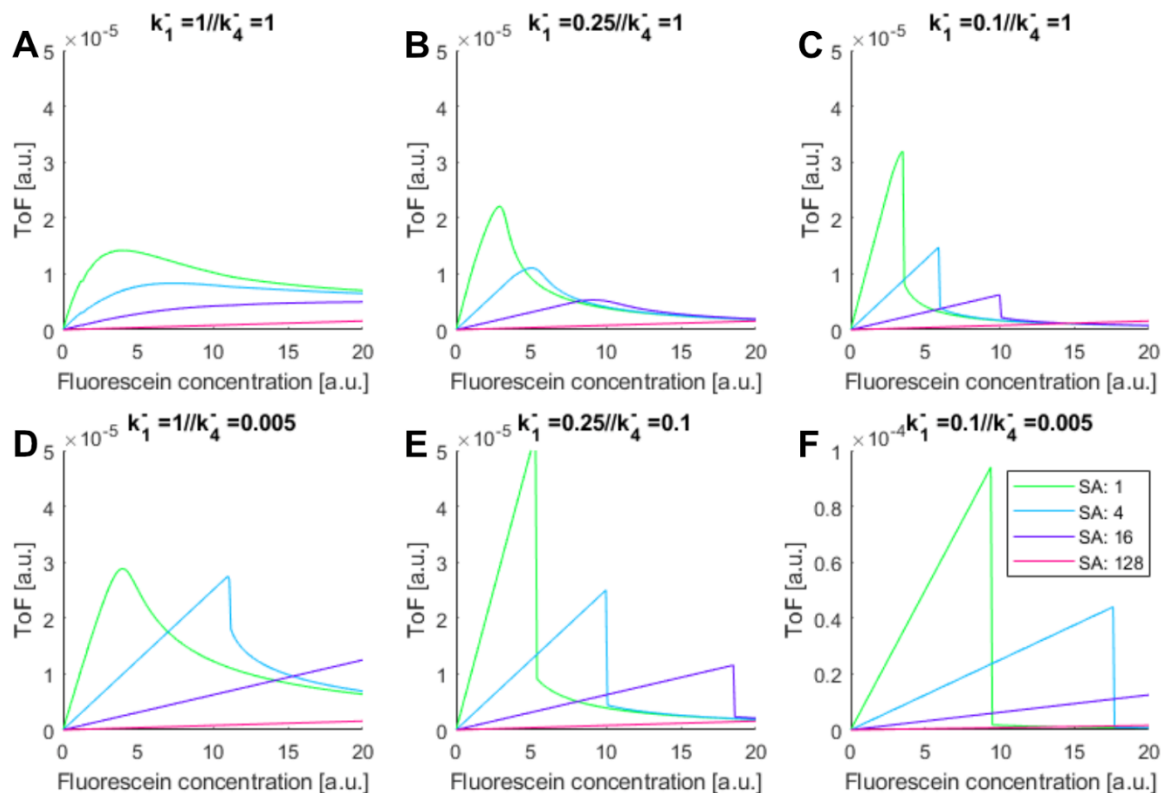 A
k₁⁻=1//k₄⁻=1
× 10⁻⁵
5
4
3
2
1
0
ToF [a.u.]
0 5 10 15 20
Fluorescein concentration [a.u.]
B
k₁⁻=0.25//k₄⁻=1
× 10⁻⁵
5
4
3
2
1
0
ToF [a.u.]
0 5 10 15 20
Fluorescein concentration [a.u.]
C
k₁⁻=0.1//k₄⁻=1
× 10⁻⁵
5
4
3
2
1
0
ToF [a.u.]
0 5 10 15 20
Fluorescein concentration [a.u.]
D
k₁⁻=1//k₄⁻=0.005
× 10⁻⁵
5
4
3
2
1
0
ToF [a.u.]
0 5 10 15 20
Fluorescein concentration [a.u.]
E
k₁⁻=0.25//k₄⁻=0.1
× 10⁻⁵
5
4
3
2
1
0
ToF [a.u.]
0 5 10 15 20
Fluorescein concentration [a.u.]
F
k₁⁻=0.1//k₄⁻=0.005
× 10⁻⁴
1
0.8
0.6
0.4
0.2
0
ToF [a.u.]
SA: 1
SA: 4
SA: 16
SA: 128
0 5 10 15 20
Fluorescein concentration [a.u.]